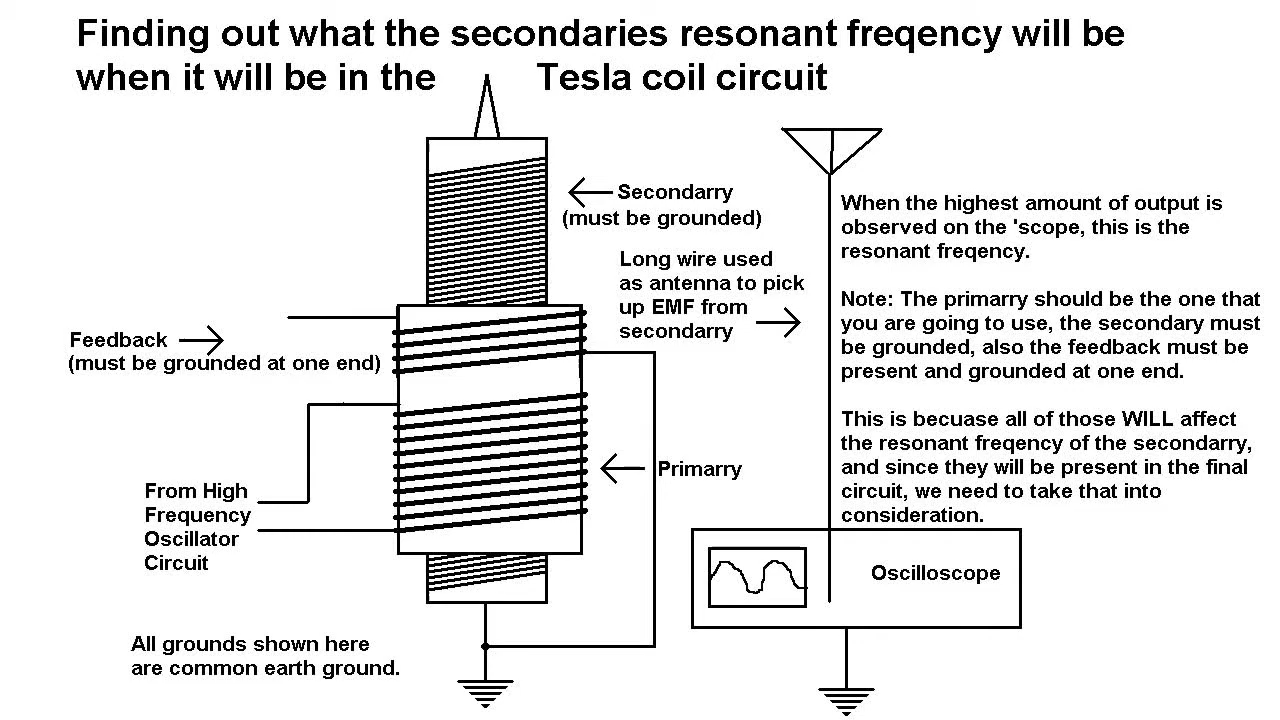 Finding out what the secondaries resonant freqency will be
when it will be in the Tesla coil circuit
Secondarry
(must be grounded)
Long wire used
as antenna to pick
up EMF from
secondarry
Feedback
(must be grounded at one end)
From High
Frequency
Oscillator
Circuit
Primarry
All grounds shown here
are common earth ground.
When the highest amount of output is
observed on the 'scope, this is the
resonant freqency.
Note: The primarry should be the one that
you are going to use, the secondary must
be grounded, also the feedback must be
present and grounded at one end.
This is becuase all of those WILL affect
the resonant freqency of the secondarry,
and since they will be present in the final
circuit, we need to take that into
consideration.
Oscilloscope